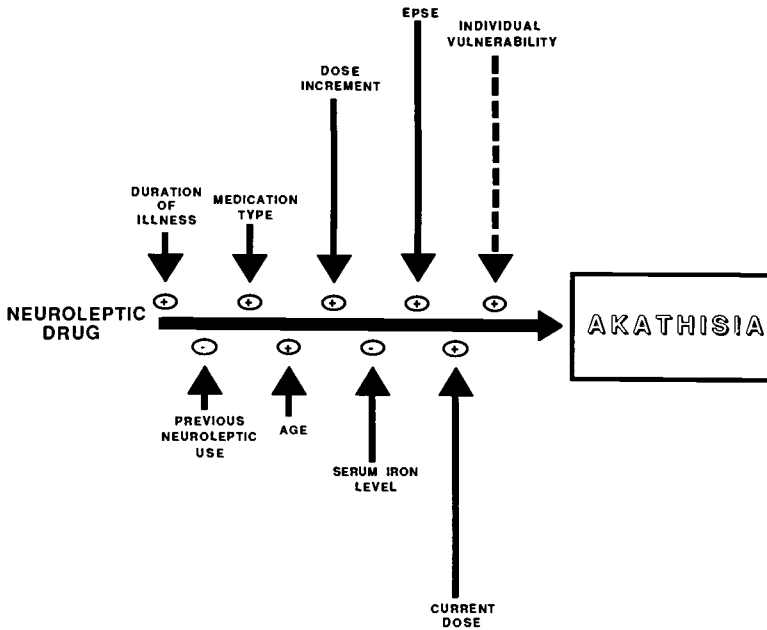 EPSE
INDIVIDUAL
VULNERABILITY
DOSE
INCREMENT
DURATION
OF
ILLNESS
MEDICATION
TYPE
+
+
+
+
+
NEUROLEPTIC
DRUG
AKATHISIA
-
+
-
+
PREVIOUS
NEUROLEPTIC
USE
AGE
SERUM IRON
LEVEL
CURRENT
DOSE